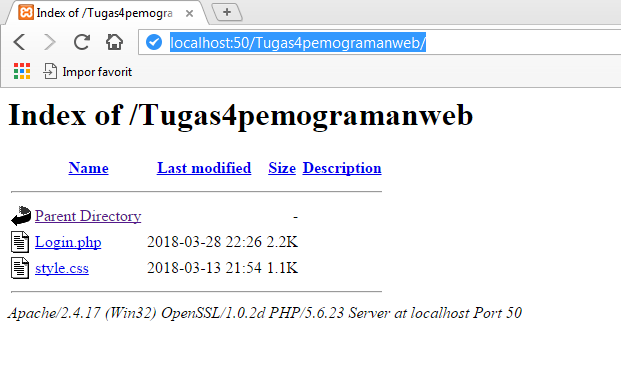 Index of /Tugas4pemogra
localhost:50/Tugas4pemogramanweb/
Impor favorit
Index of /Tugas4pemogramanweb
Name Last modified Size Description
Parent Directory -
Login.php 2018-03-28 22:26 2.2K
style.css 2018-03-13 21:54 1.1K
Apache/2.4.17 (Win32) OpenSSL/1.0.2d PHP/5.6.23 Server at localhost Port 50